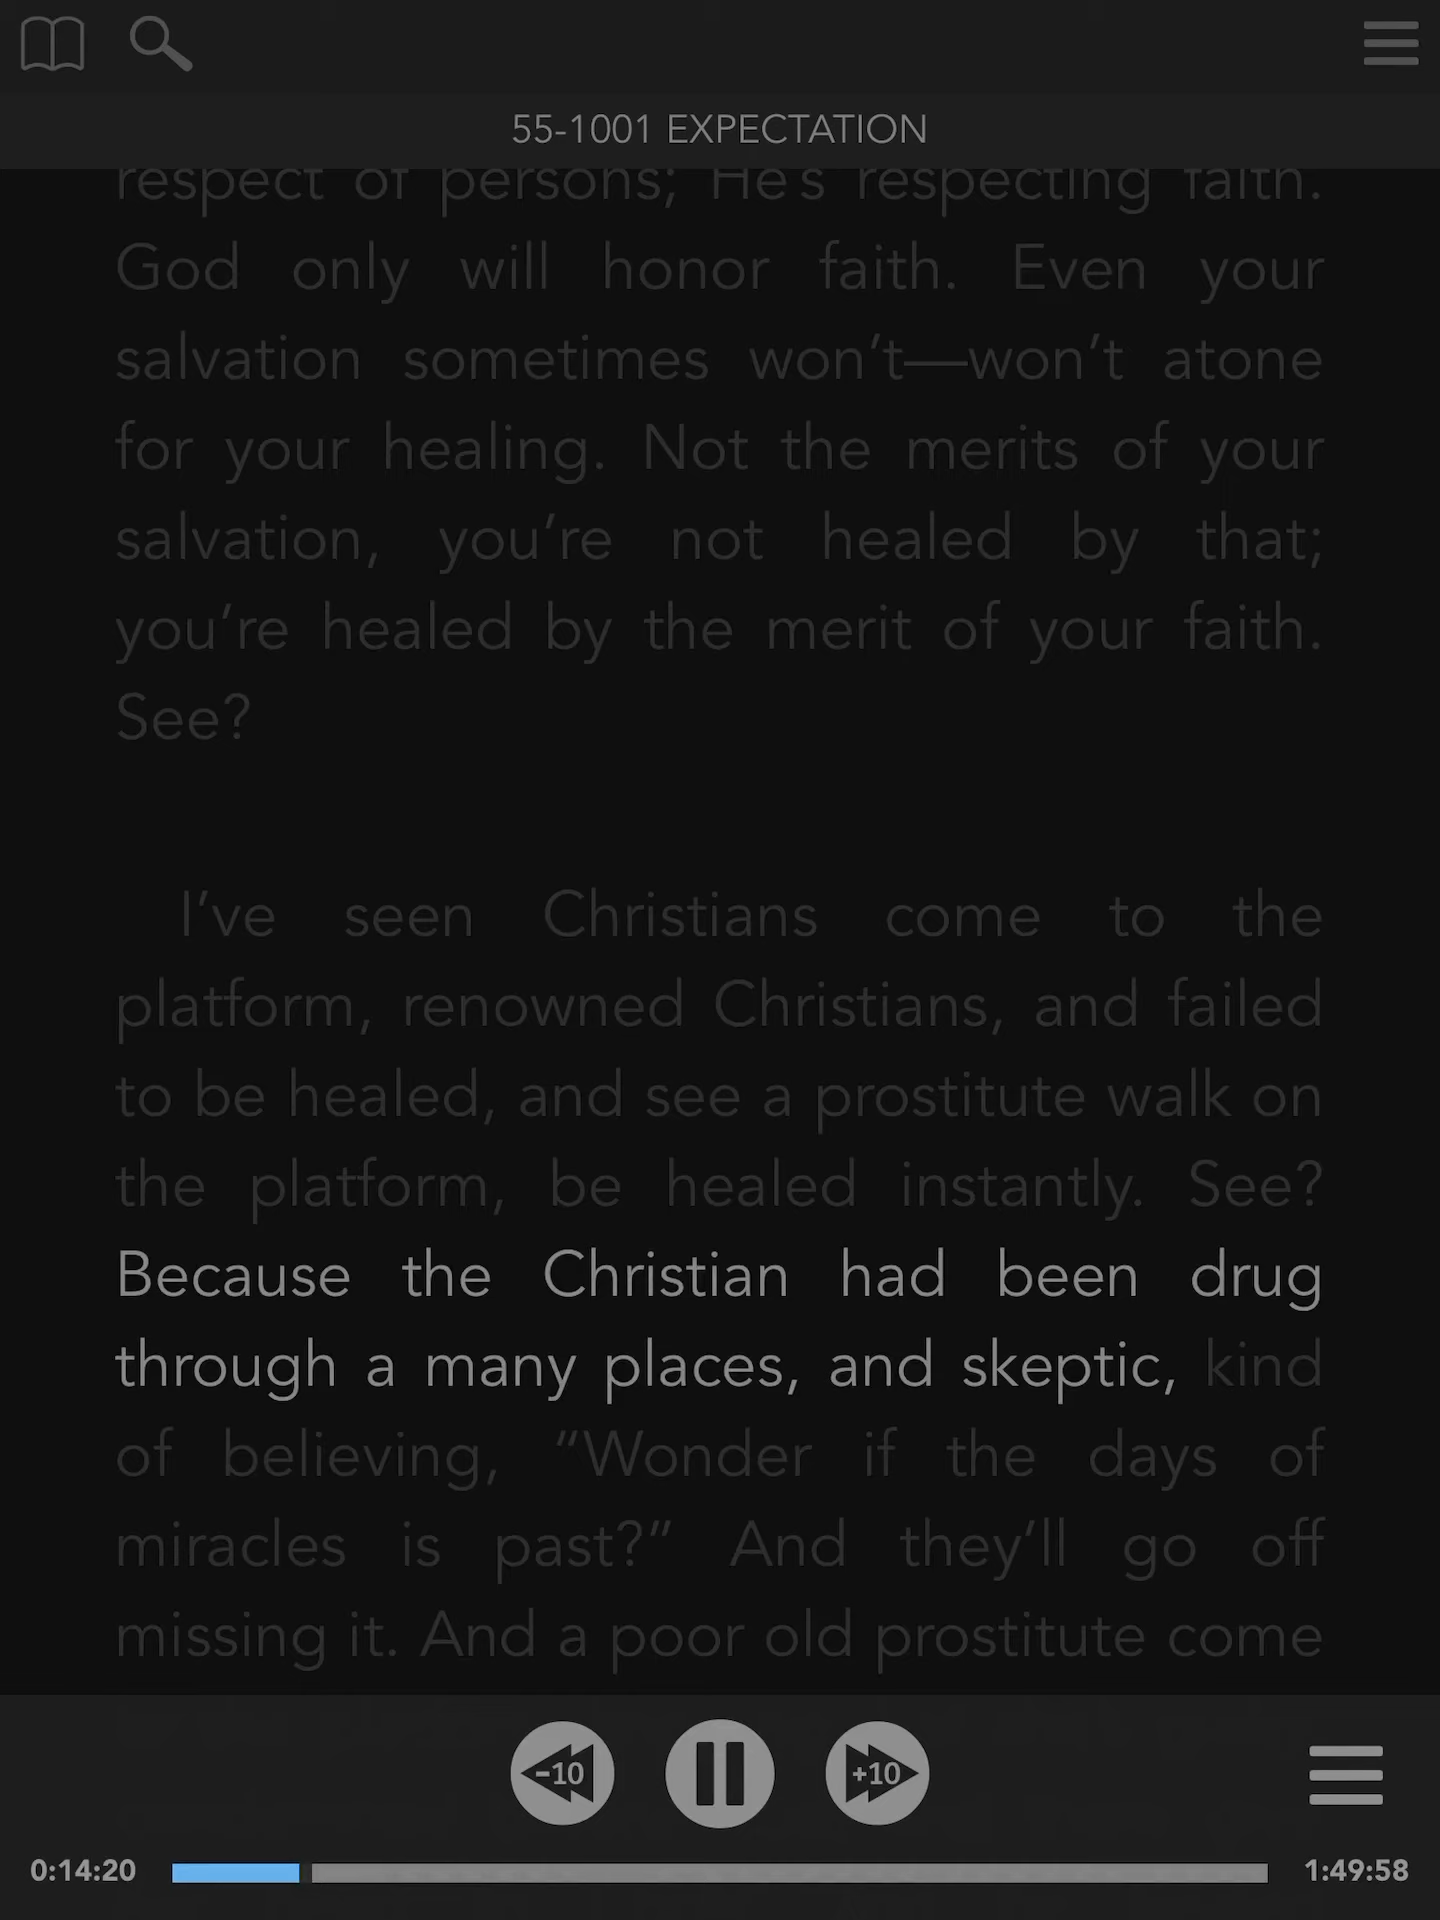 55-1001 EXPECTATION
respect of persons; He's respecting faith.
God only will honor faith. Even your
salvation sometimes won’t—won’t atone
for your healing. Not the merits of your
salvation, you’re not healed by that;
you’re healed by the merit of your faith.
See?
I’ve seen Christians come to the
platform, renowned Christians, and failed
to be healed, and see a prostitute walk on
the platform, be healed instantly. See?
Because the Christian had been drug
through a many places, and skeptic, kind
of believing, “Wonder if the days of
miracles is past?” And they’ll go off
missing it. And a poor old prostitute come
-10 +10
0:14:20 1:49:58